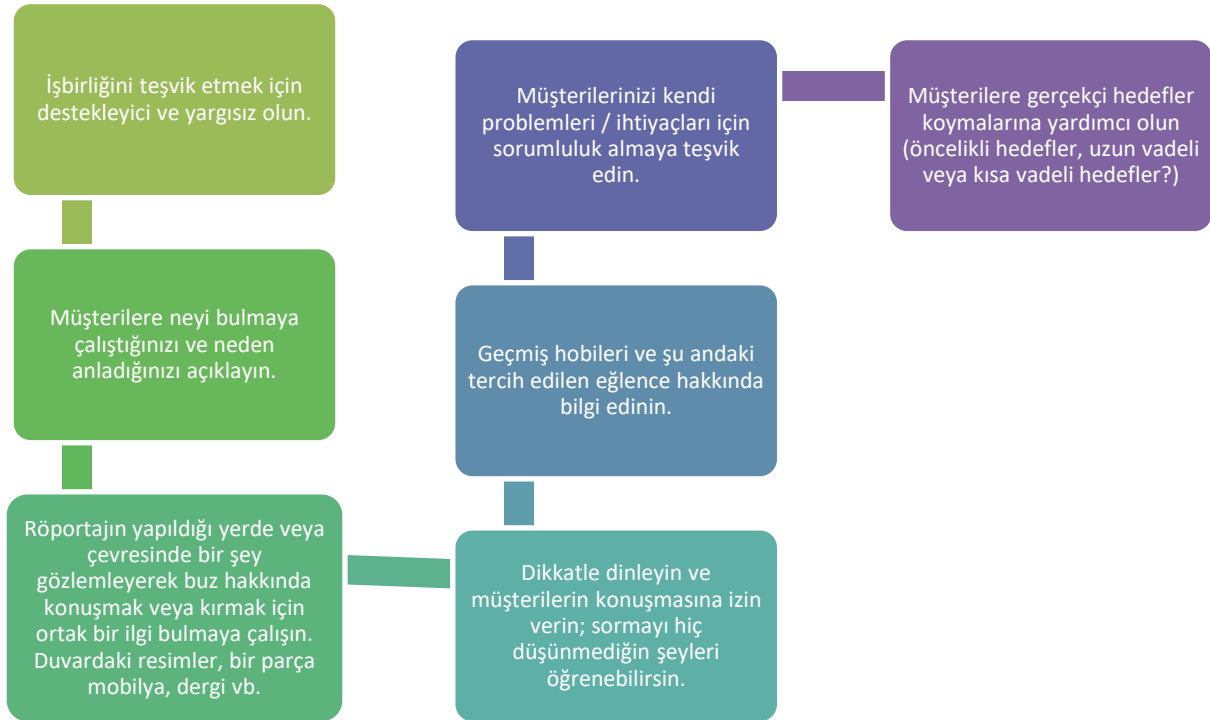 İşbirliğini teşvik etmek için
destekleyici ve yargısız olun.
Müşterilere neyi bulmaya
çalıştığınızı ve neden
anladığınızı açıklayın.
Röportajın yapıldığı yerde veya
çevresinde bir şey
gözlemleyerek buz hakkında
konuşmak veya kırmak için
ortak bir ilgi bulmaya çalışın.
Duvardaki resimler, bir parça
mobilya, dergi vb.
Dikkatle dinleyin ve
müşterilerin konuşmasına izin
verin; sormayı hiç
düşünmediğin şeyleri
öğrenebilirsin.
Geçmiş hobileri ve şu andaki
tercih edilen eğlence hakkında
bilgi edinin.
Müşterilerinizi kendi
problemleri / ihtiyaçları için
sorumluluk almaya teşvik
edin.
Müşterilere gerçekçi hedefler
koymalarına yardımcı olun
(öncelikli hedefler, uzun vadeli
veya kısa vadeli hedefler?)